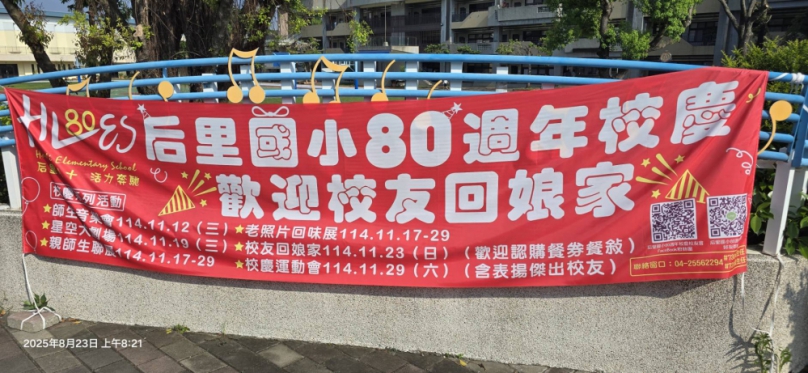 HLES
80
Houli Elementary School
后里國小80週年校慶
歡迎校友回娘家
列活動
★師生音樂會114.11.12（三）
★星空大劇場114.11.19（三）
★親師生聯展114.11.17-29
★老照片回味展114.11.17-29
★校友回娘家114.11.23（日）（歡迎認購餐券餐敘）
★校慶運動會114.11.29（六）（含表揚傑出校友）
聯絡窗口：04-25562294
2025年8月23日 上午8:21